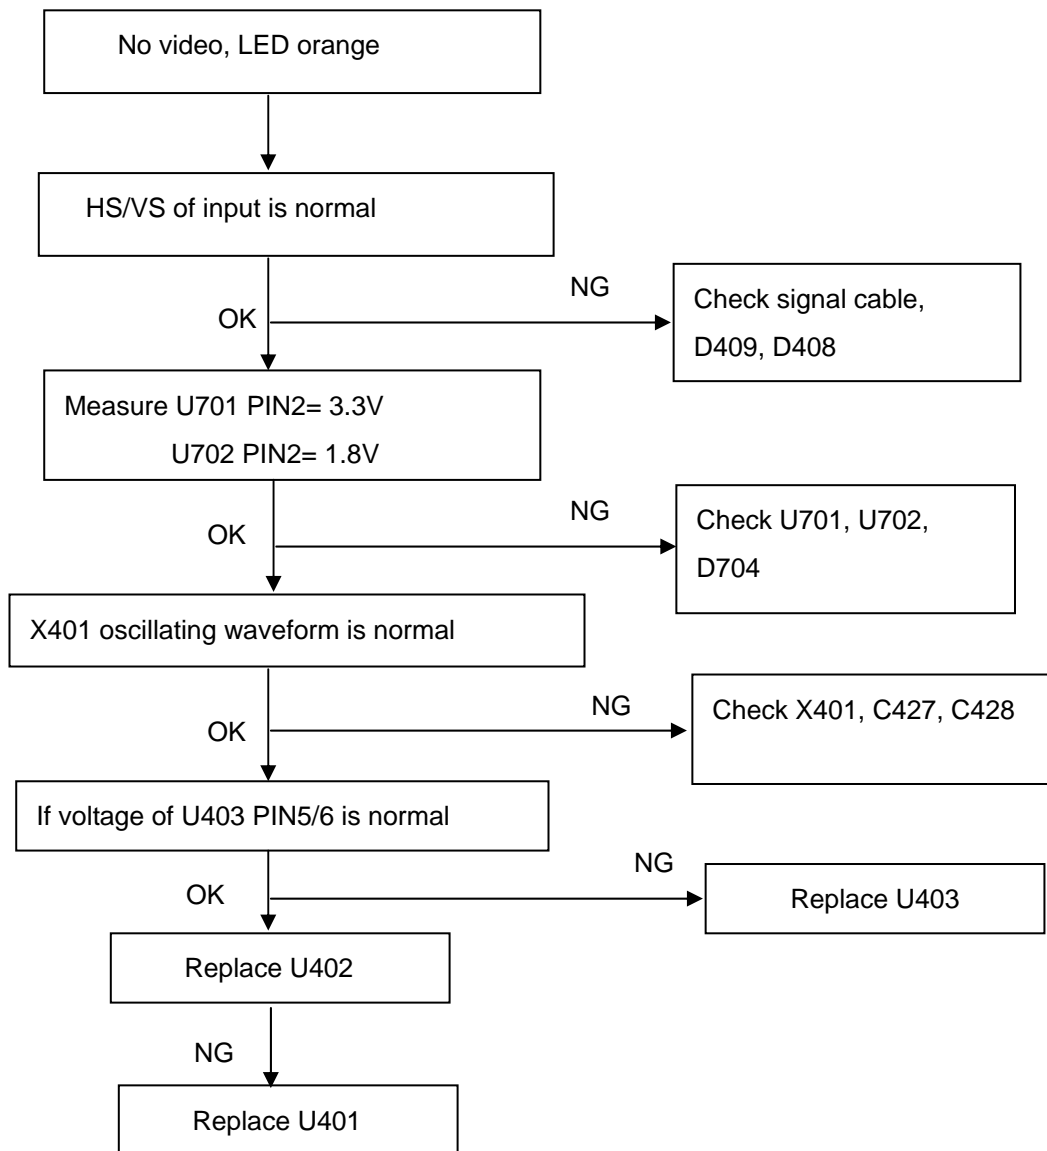 No video, LED orange
HS/VS of input is normal
NG
OK
Check signal cable,
D409, D408
Measure U701 PIN2= 3.3V
U702 PIN2= 1.8V
NG
OK
Check U701, U702,
D704
X401 oscillating waveform is normal
NG
OK
Check X401, C427, C428
If voltage of U403 PIN5/6 is normal
NG
OK
Replace U403
Replace U402
NG
Replace U401